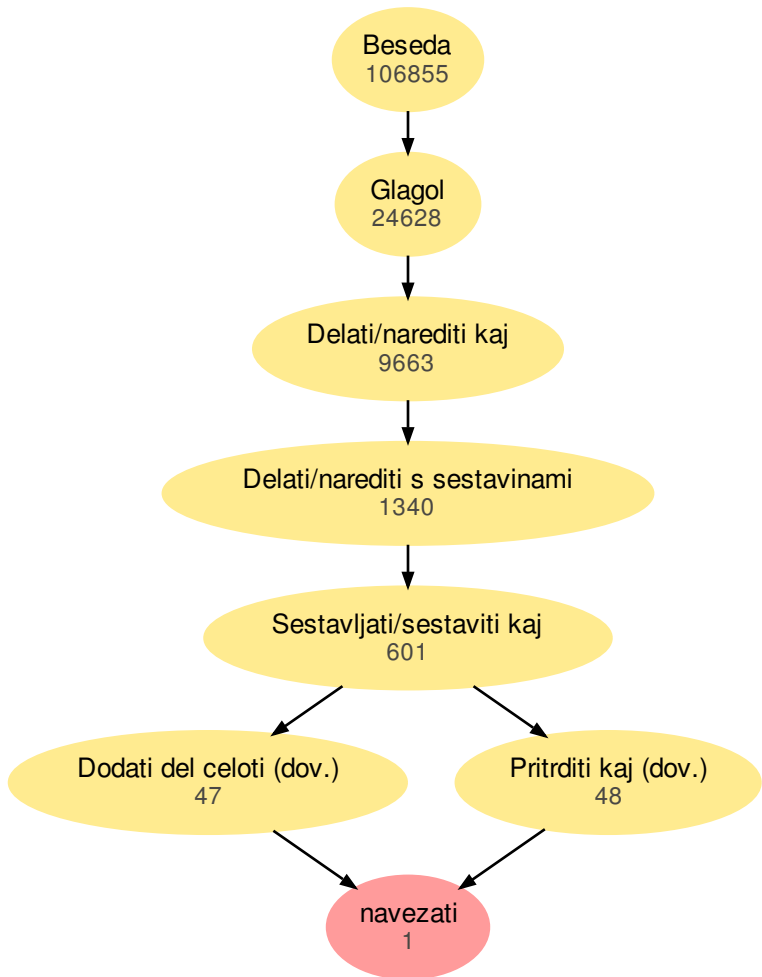 Beseda
106855
Glagol
24628
Delati/narediti kaj
9663
Delati/narediti s sestavinami
1340
Sestavljati/sestaviti kaj
601
Dodati del celoti (dov.)
47
Pritrditi kaj (dov.)
48
navezati
1